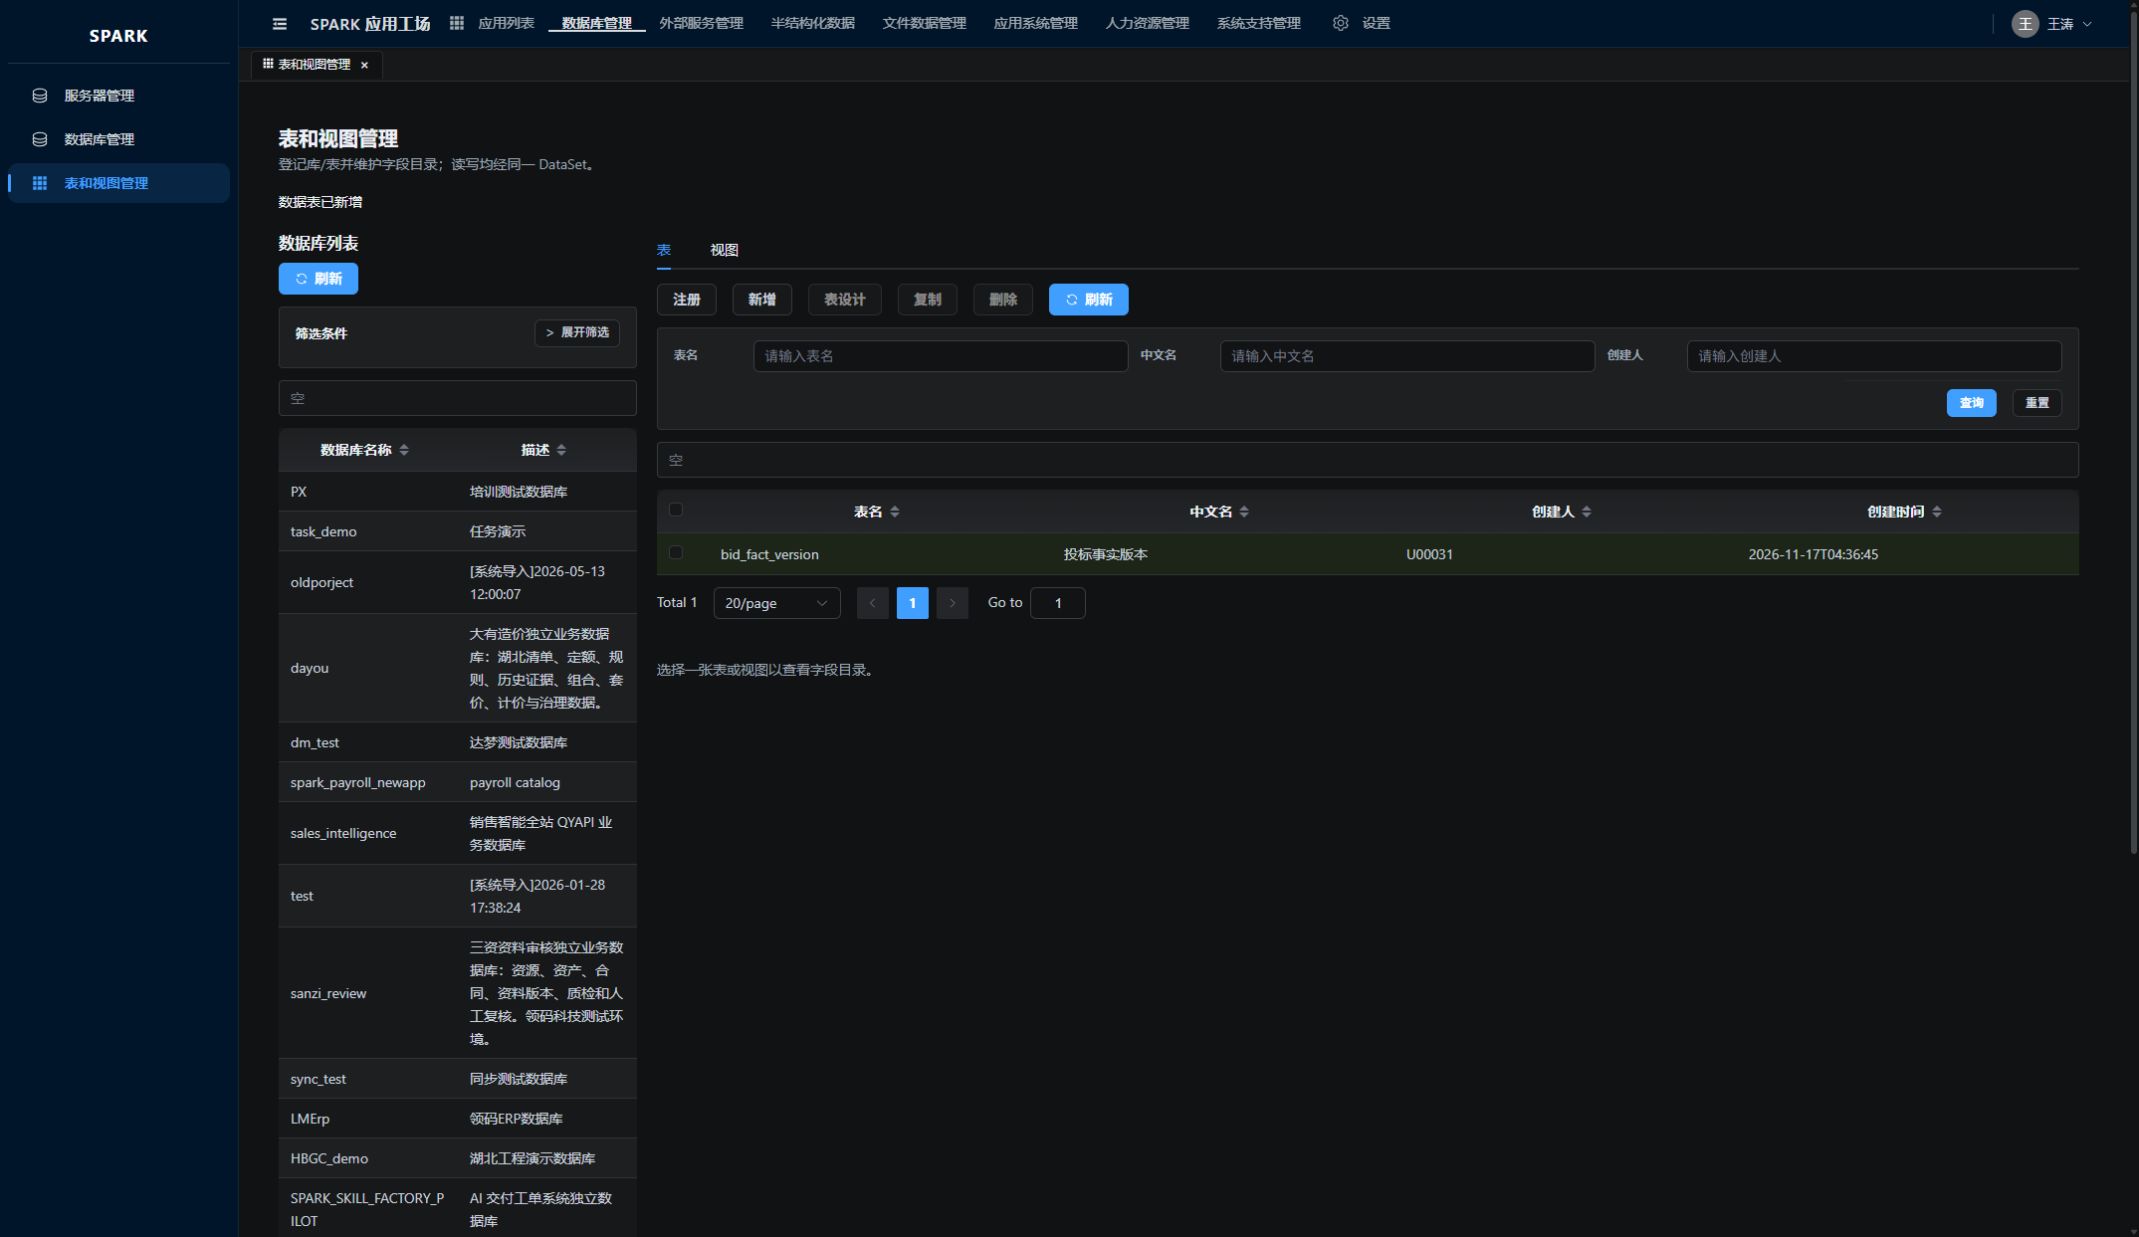 SPARK
服务器管理
数据库管理
表和视图管理
SPARK 应用工场 应用列表 数据库管理 外部服务管理 半结构化数据 文件数据管理 应用系统管理 人力资源管理 系统支持管理 设置 王 王涛
表和视图管理 ×
表和视图管理
登记库/表并维护字段目录；读写均经同一 DataSet。
数据表已新增
数据库列表
刷新
筛选条件 > 展开筛选
空
数据库名称 描述
PX 培训测试数据库
task_demo 任务演示
oldporject [系统导入]2026-05-13
12:00:07
dayou 大有造价独立业务数据
库：湖北清单、定额、规
则、历史证据、组合、套
价、计价与治理数据。
dm_test 达梦测试数据库
spark_payroll_newapp payroll catalog
sales_intelligence 销售智能全站 QYAPI 业
务数据库
test [系统导入]2026-01-28
17:38:24
sanzi_review 三资资料审核独立业务数
据库：资源、资产、合
同、资料版本、质检和人
工复核。领码科技测试环
境。
sync_test 同步测试数据库
LMErp 领码ERP数据库
HBGC_demo 湖北工程演示数据库
SPARK_SKILL_FACTORY_P AI 交付工单系统独立数
ILOT 据库
表 视图
注册 新增 表设计 复制 删除 刷新
表名 请输入表名 中文名 请输入中文名 创建人 请输入创建人
查询 重置
空
表名 中文名 创建人 创建时间
bid_fact_version 投标事实版本 U00031 2026-11-17T04:36:45
Total 1 20/page < 1 > Go to 1
选择一张表或视图以查看字段目录。